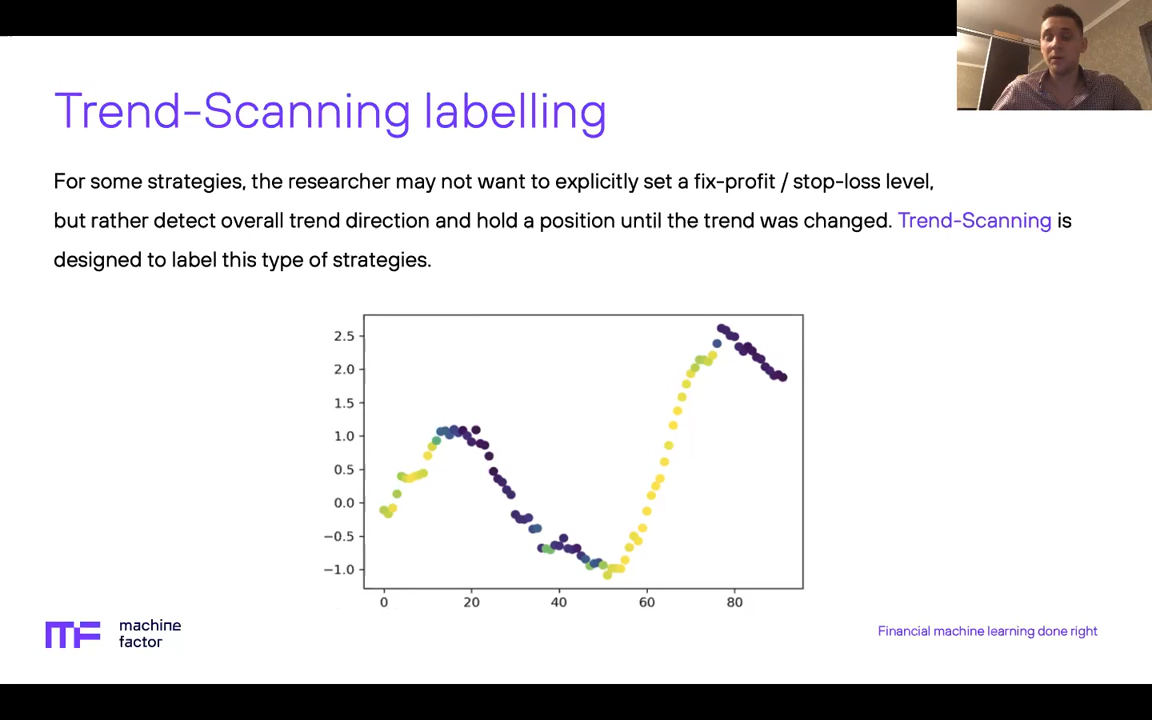 Trend-Scanning labelling
For some strategies, the researcher may not want to explicitly set a fix-profit / stop-loss level,
but rather detect overall trend direction and hold a position until the trend was changed. Trend-Scanning is
designed to label this type of strategies.
2.5
2.0
1.5
1.0
0.5
0.0
−0.5
−1.0
0 20 40 60 80
MF machine
factor
Financial machine learning done right